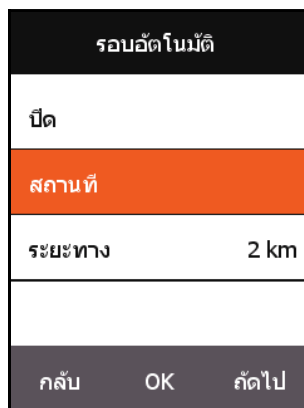 รอบอัตโนมัติ
ปิด
สถานที่
ระยะทาง 2 km
กลับ OK ถัดไป